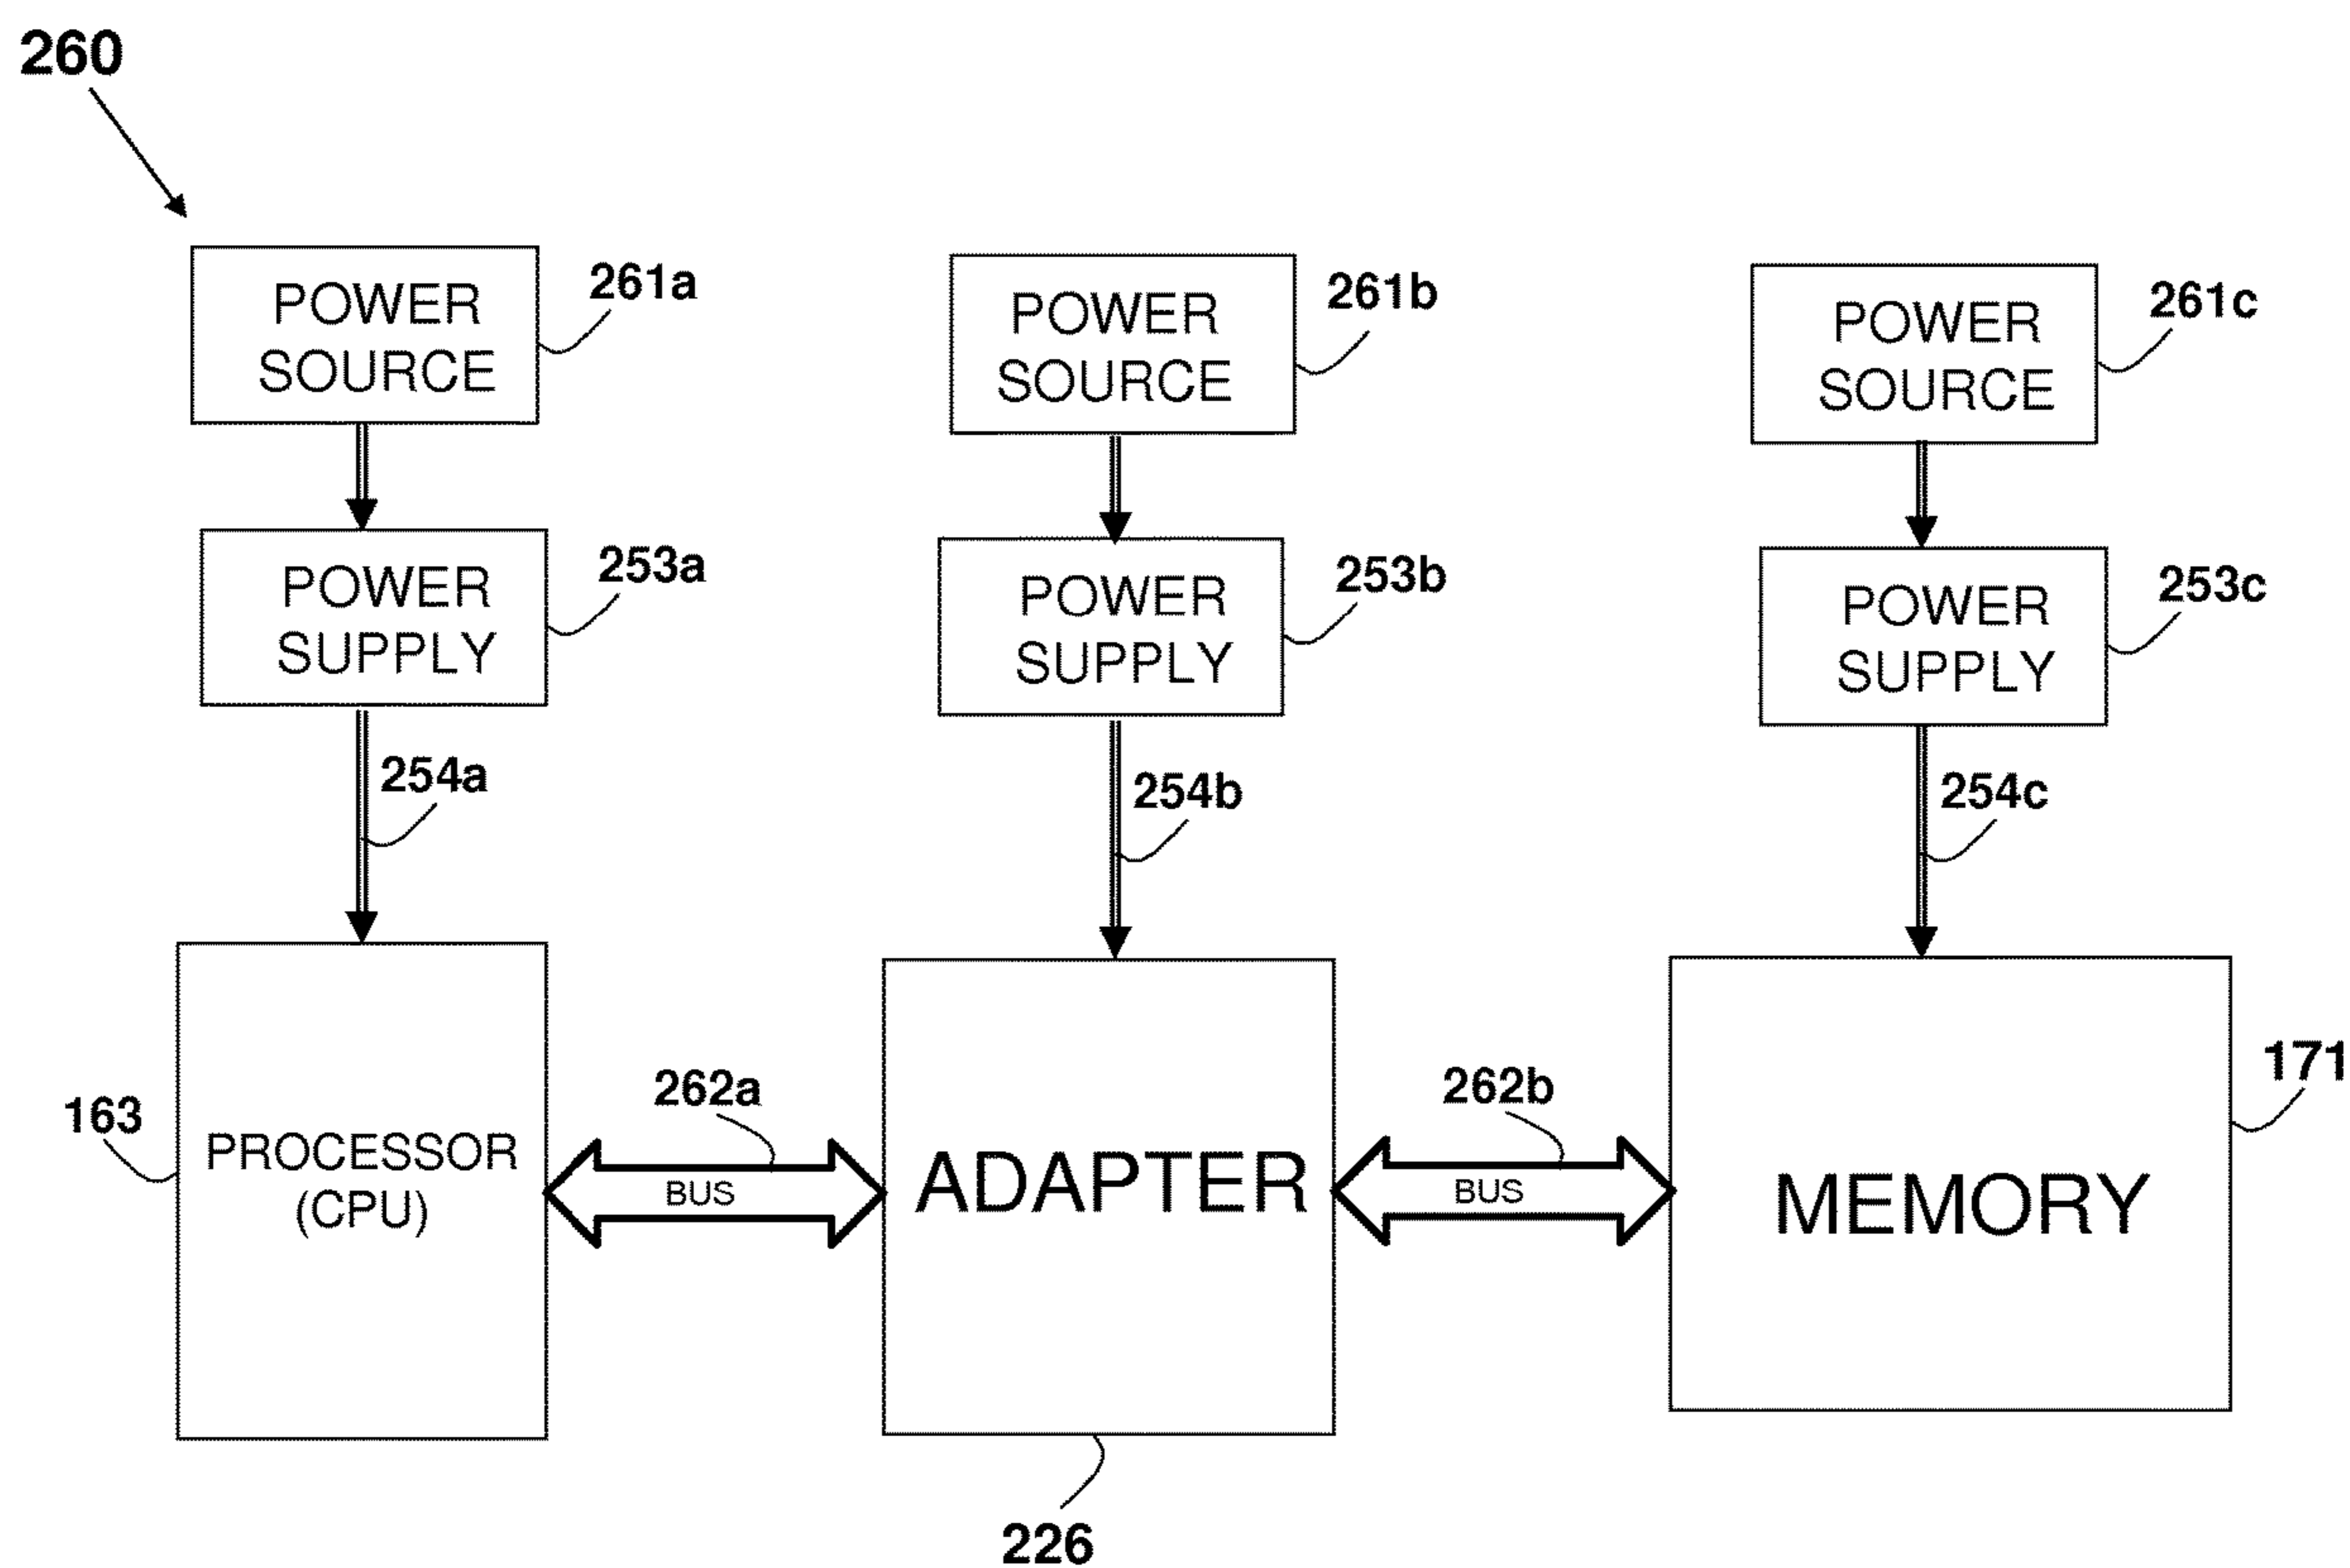 260
POWER
SOURCE
261a
POWER
SOURCE
261b
POWER
SOURCE
261c
POWER
SUPPLY
253a
POWER
SUPPLY
253b
POWER
SUPPLY
253c
254a
254b
254c
163
PROCESSOR
(CPU)
262a
BUS
ADAPTER
262b
BUS
MEMORY
171
226